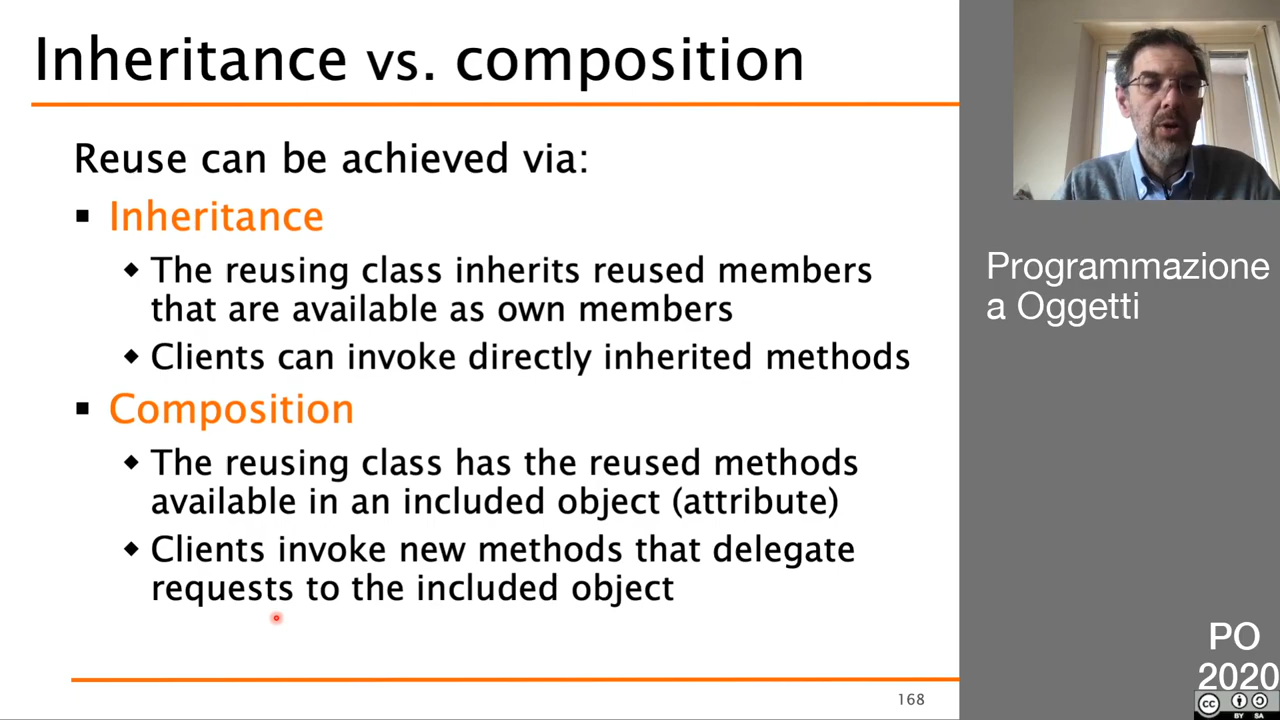 Inheritance vs. composition
Reuse can be achieved via:
Inheritance
The reusing class inherits reused members
that are available as own members
Clients can invoke directly inherited methods
Composition
The reusing class has the reused methods
available in an included object (attribute)
Clients invoke new methods that delegate
requests to the included object
168
Programmazione
a Oggetti
PO
2020
cc
BY SA